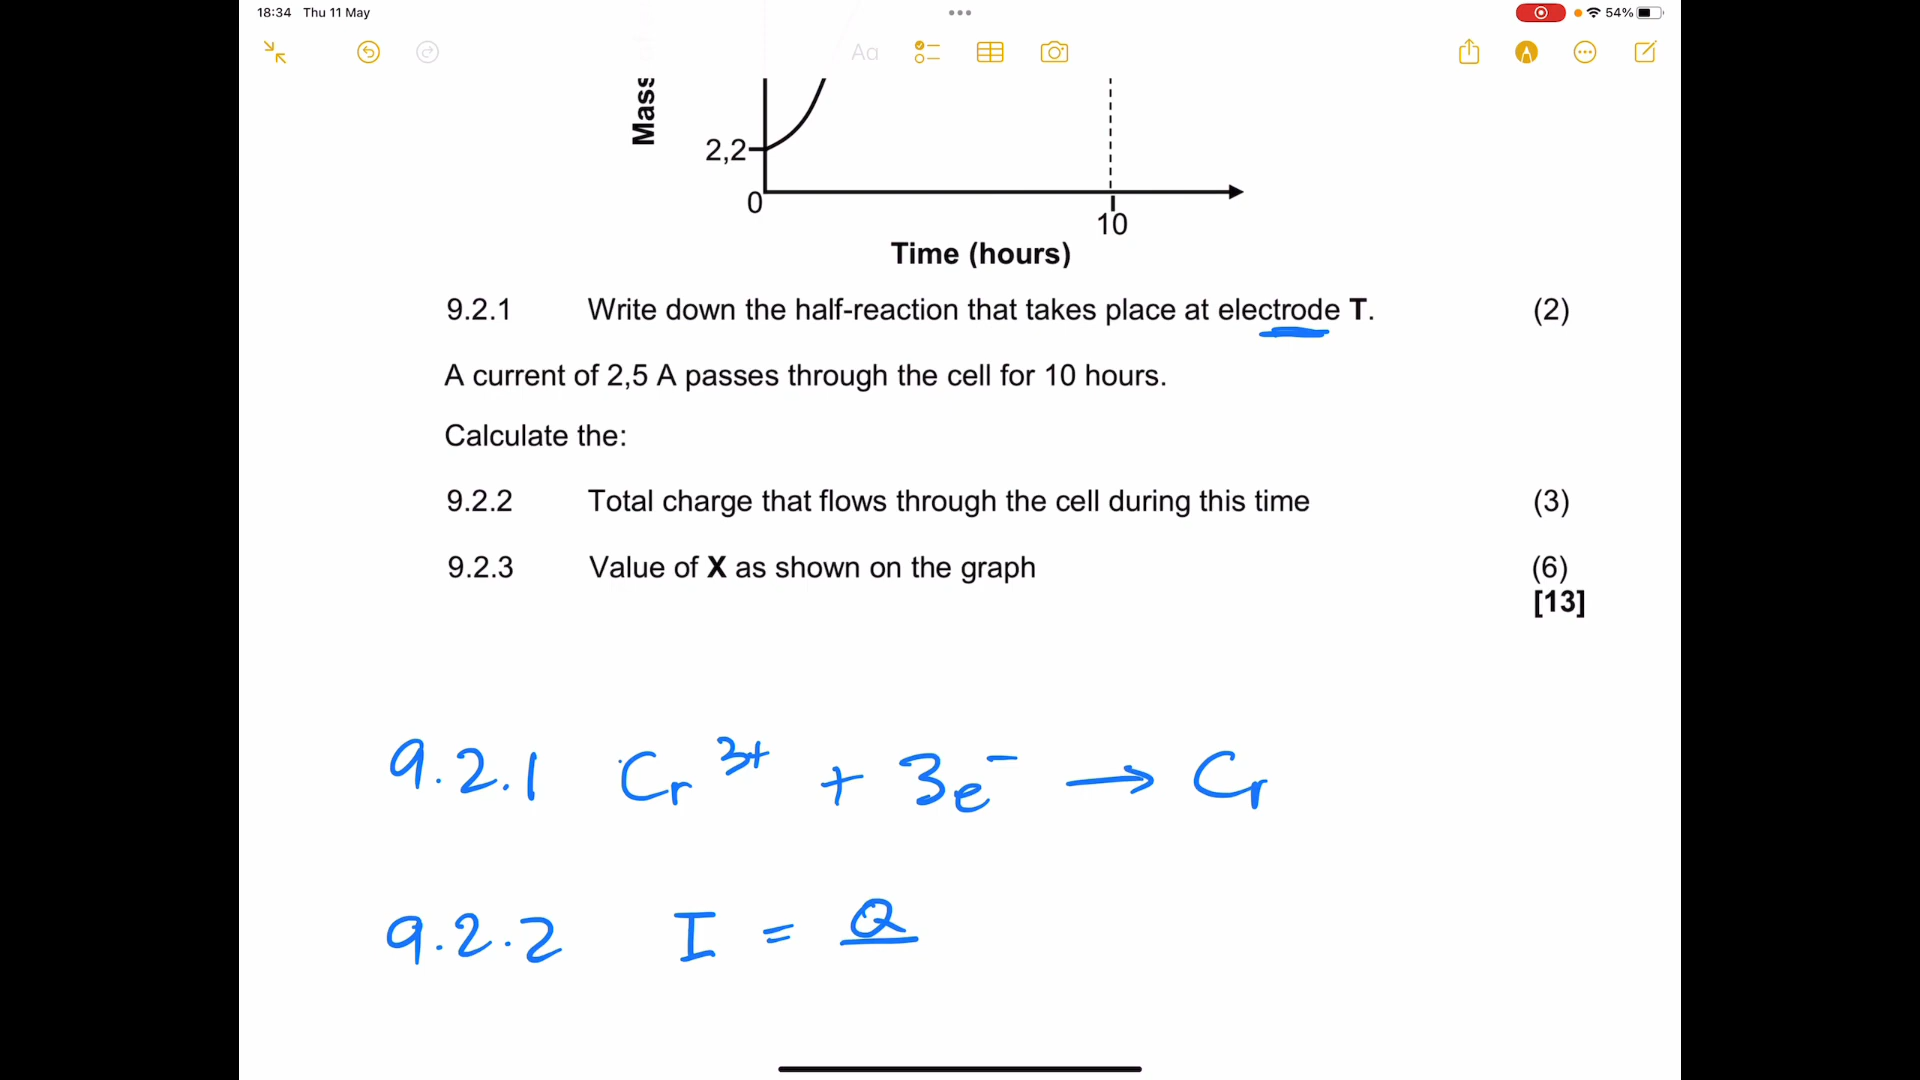 18:34 Thu 11 May
54%
Aa
Mass
2,2
0
10
Time (hours)
9.2.1 Write down the half-reaction that takes place at electrode T. (2)
A current of 2,5 A passes through the cell for 10 hours.
Calculate the:
9.2.2 Total charge that flows through the cell during this time (3)
9.2.3 Value of X as shown on the graph (6)
[13]
9.2.1 Cr³⁺ + 3e⁻ → Cr
9.2.2 I = Q